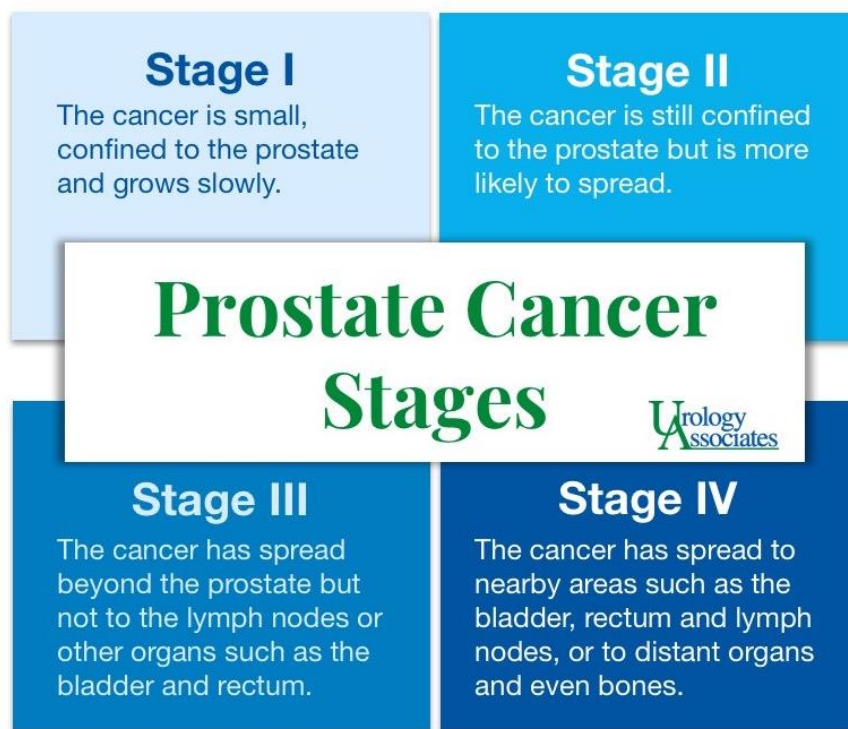 Stage I
The cancer is small,
confined to the prostate
and grows slowly.
Stage II
The cancer is still confined
to the prostate but is more
likely to spread.
Prostate Cancer
Stages
Urology
Associates
Stage III
The cancer has spread
beyond the prostate but
not to the lymph nodes or
other organs such as the
bladder and rectum.
Stage IV
The cancer has spread to
nearby areas such as the
bladder, rectum and lymph
nodes, or to distant organs
and even bones.